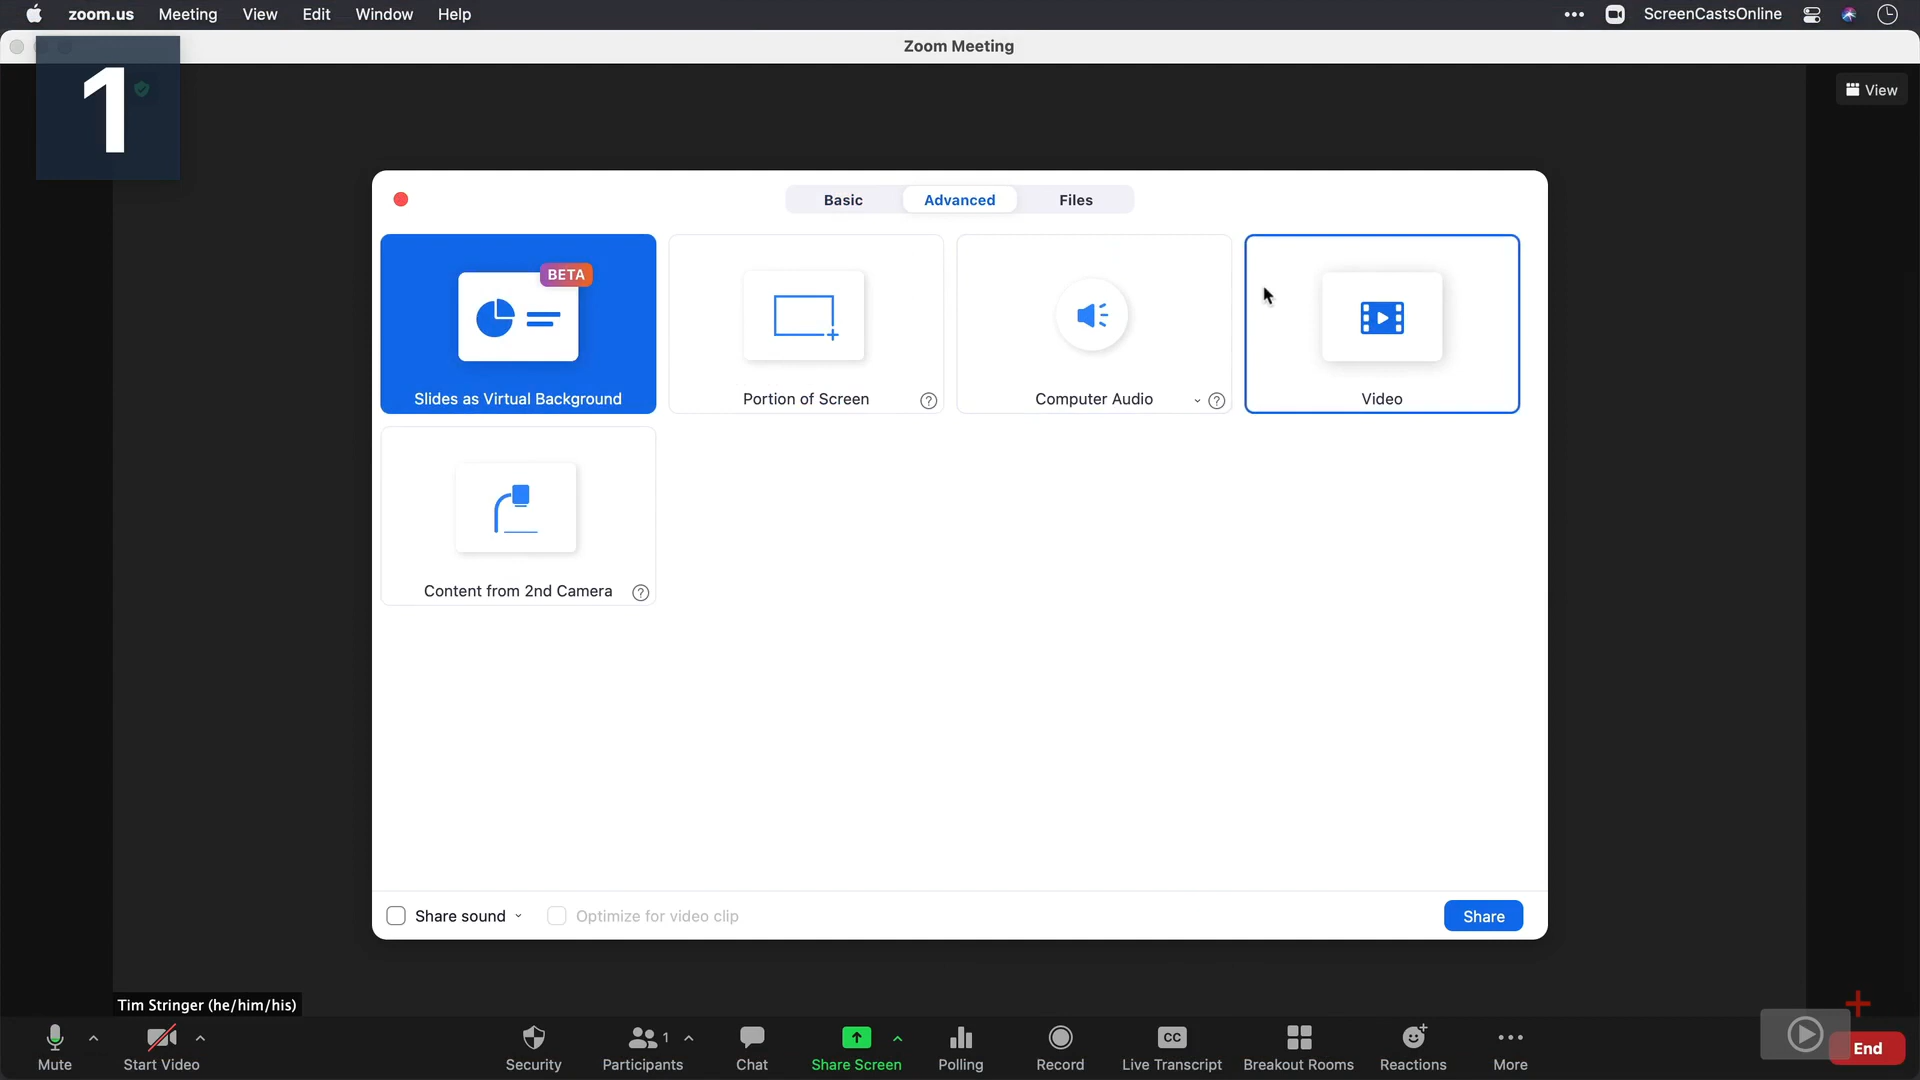 zoom.us Meeting View Edit Window Help
ScreenCastsOnline
Zoom Meeting
1
View
Basic Advanced Files
BETA
Slides as Virtual Background
Portion of Screen ?
Computer Audio ?
Video
Content from 2nd Camera ?
Share sound Optimize for video clip Share
Tim Stringer (he/him/his)
1
CC
Mute Start Video Security Participants Chat Share Screen Polling Record Live Transcript Breakout Rooms Reactions More
End